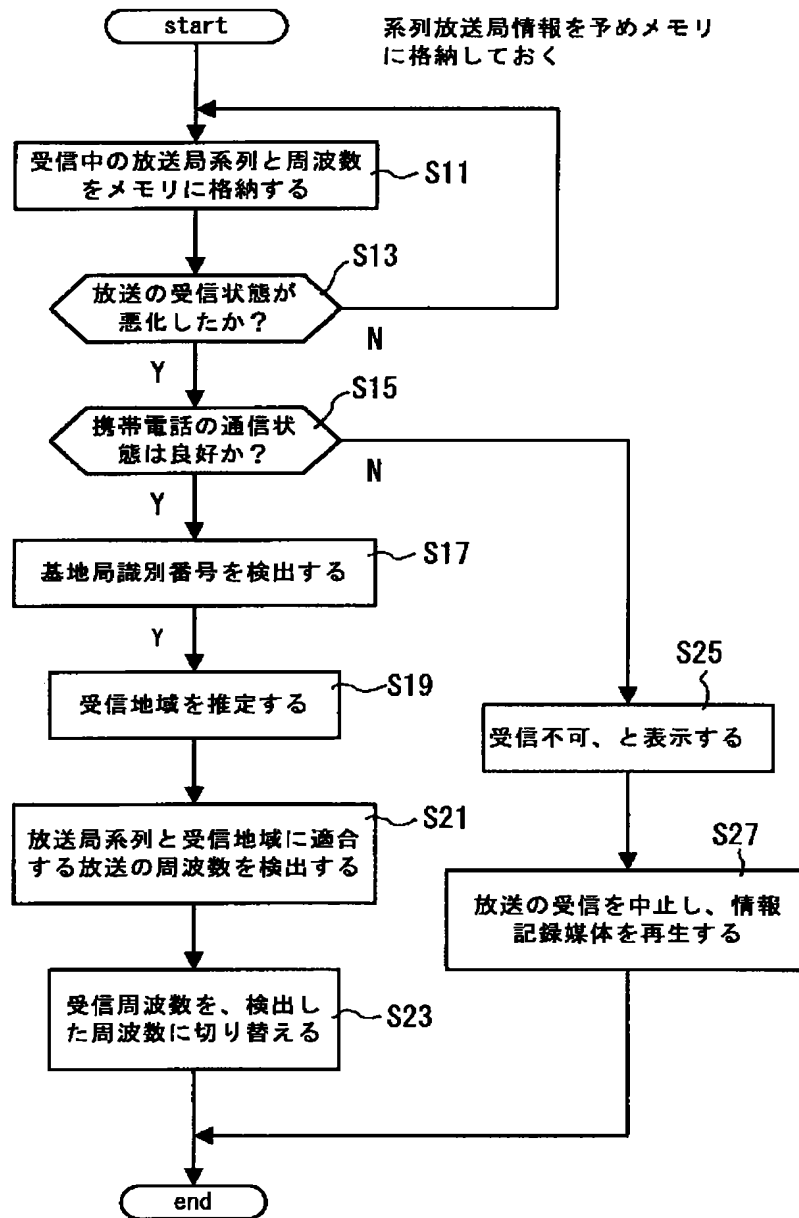 start
系列放送局情報を予めメモリ
に格納しておく
受信中の放送局系列と周波数
をメモリに格納する
S11
放送の受信状態が
悪化したか？
S13
N
Y
携帯電話の通信状
態は良好か？
S15
N
Y
基地局識別番号を検出する
S17
Y
受信地域を推定する
S19
放送局系列と受信地域に適合
する放送の周波数を検出する
S21
受信周波数を、検出し
た周波数に切り替える
S23
受信不可、と表示する
S25
放送の受信を中止し、情報
記録媒体を再生する
S27
end